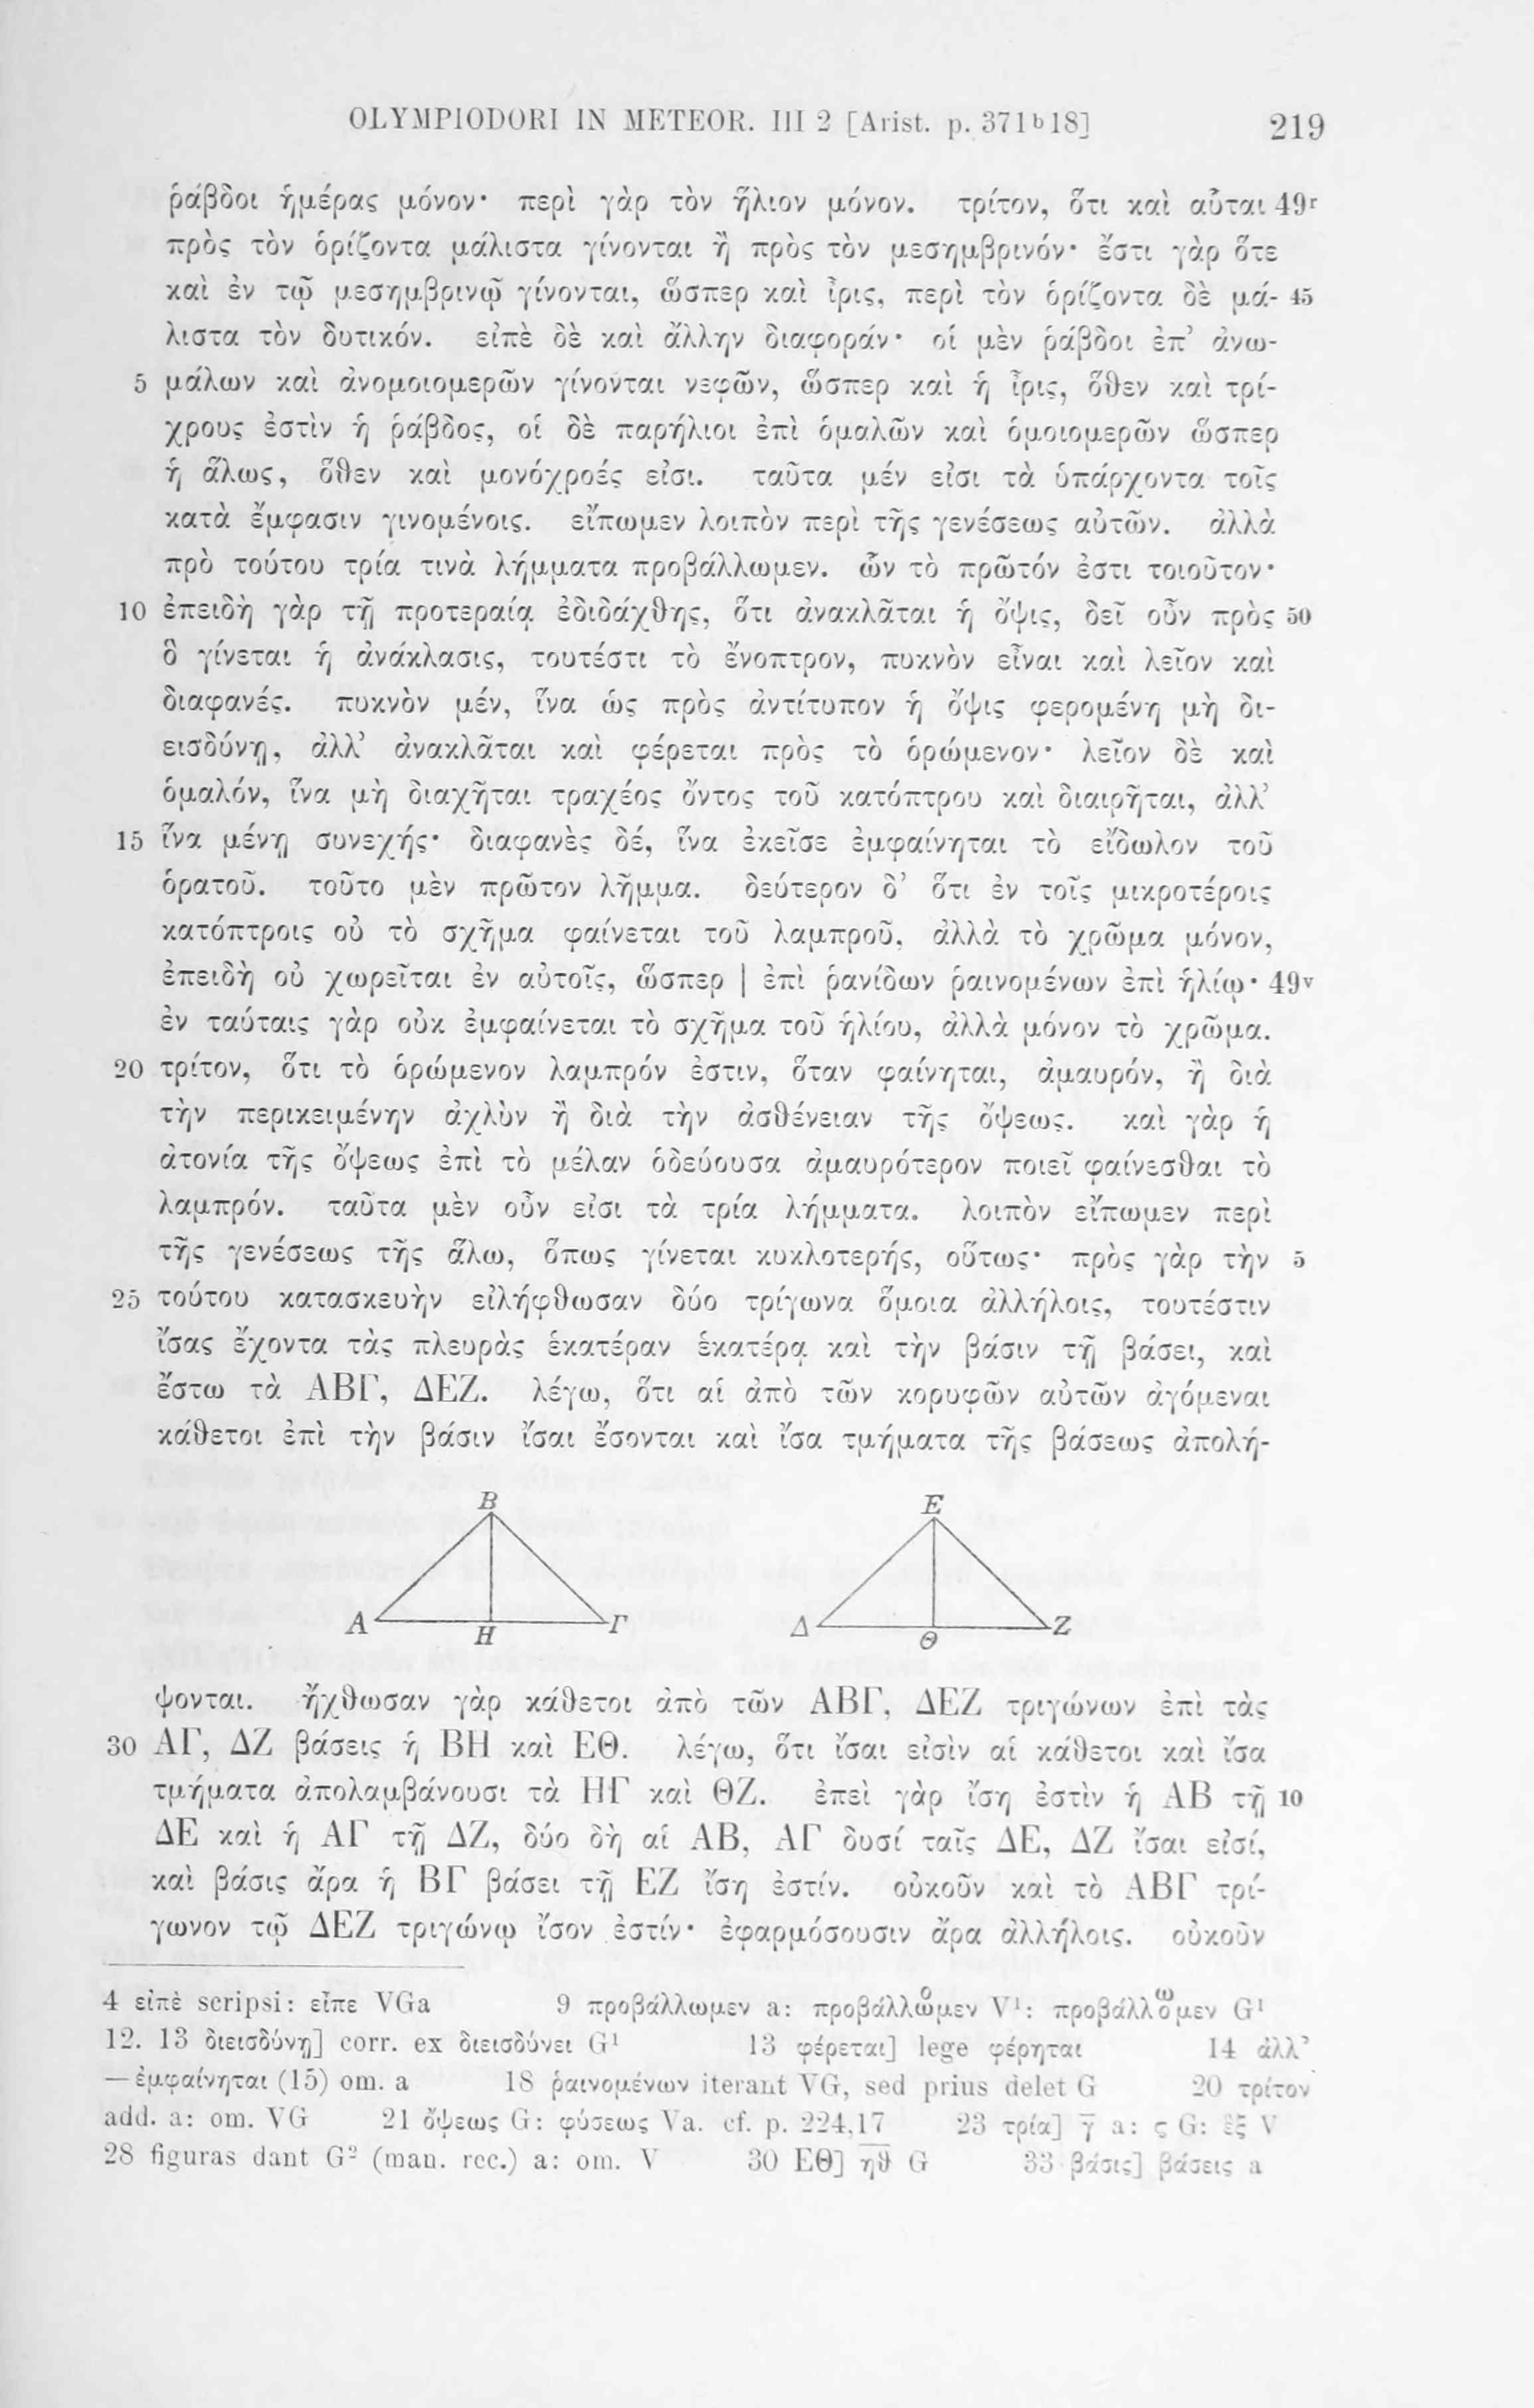 OLYMPIODORI IN METEOR. III 2 [Arist. p. 371b18] 219
ῥάβδοι ἡμέρας μόνον· περὶ γὰρ τὸν ἥλιον μόνον. τρίτον, ὅτι καὶ αὗται 49r
πρὸς τὸν ὁρίζοντα μάλιστα γίνονται ἢ πρὸς τὸν μεσημβρινόν· ἔστι γὰρ ὅτε
καὶ ἐν τῷ μεσημβρινῷ γίνονται, ὥσπερ καὶ ἶρις, περὶ τὸν ὁρίζοντα δὲ μά- 45
λιστα τὸν δυτικόν. εἰπὲ δὲ καὶ ἄλλην διαφοράν· οἱ μὲν ῥάβδοι ἐπ’ ἀνω-
5 μάλων καὶ ἀνομοιομερῶν γίνονται νεφῶν, ὥσπερ καὶ ἡ ἶρις, ὅθεν καὶ τρί-
χρους ἐστὶν ἡ ῥάβδος, οἱ δὲ παρήλιοι ἐπὶ ὁμαλῶν καὶ ὁμοιομερῶν ὥσπερ
ἡ ἅλως, ὅθεν καὶ μονόχροές εἰσι. ταῦτα μέν εἰσι τὰ ὑπάρχοντα τοῖς
κατὰ ἔμφασιν γινομένοις. εἴπωμεν λοιπὸν περὶ τῆς γενέσεως αὐτῶν. ἀλλὰ
πρὸ τούτου τρία τινὰ λήμματα προβάλλωμεν. ὧν τὸ πρῶτόν ἐστι τοιοῦτον·
10 ἐπειδὴ γὰρ τῇ προτεραίᾳ ἐδιδάχθης, ὅτι ἀνακλᾶται ἡ ὄψις, δεῖ οὖν πρὸς 50
ὃ γίνεται ἡ ἀνάκλασις, τουτέστι τὸ ἔνοπτρον, πυκνὸν εἶναι καὶ λεῖον καὶ
διαφανές. πυκνὸν μέν, ἵνα ὡς πρὸς ἀντίτυπον ἡ ὄψις φερομένη μὴ δι-
εισδύνῃ, ἀλλ’ ἀνακλᾶται καὶ φέρεται πρὸς τὸ ὁρώμενον· λεῖον δὲ καὶ
ὁμαλόν, ἵνα μὴ διαχῆται τραχέος ὄντος τοῦ κατόπτρου καὶ διαιρῆται, ἀλλ’
15 ἵνα μένῃ συνεχής· διαφανὲς δέ, ἵνα ἐκεῖσε ἐμφαίνηται τὸ εἴδωλον τοῦ
ὁρατοῦ. τοῦτο μὲν πρῶτον λῆμμα. δεύτερον δ’ ὅτι ἐν τοῖς μικροτέροις
κατόπτροις οὐ τὸ σχῆμα φαίνεται τοῦ λαμπροῦ, ἀλλὰ τὸ χρῶμα μόνον,
ἐπειδὴ οὐ χωρεῖται ἐν αὐτοῖς, ὥσπερ | ἐπὶ ῥανίδων ῥαινομένων ἐπὶ ἡλίῳ· 49v
ἐν ταύταις γὰρ οὐκ ἐμφαίνεται τὸ σχῆμα τοῦ ἡλίου, ἀλλὰ μόνον τὸ χρῶμα.
20 τρίτον, ὅτι τὸ ὁρώμενον λαμπρόν ἐστιν, ὅταν φαίνηται, ἀμαυρόν, ἢ διὰ
τὴν περικειμένην ἀχλὺν ἢ διὰ τὴν ἀσθένειαν τῆς ὄψεως. καὶ γὰρ ἡ
ἀτονία τῆς ὄψεως ἐπὶ τὸ μέλαν ὁδεύουσα ἀμαυρότερον ποιεῖ φαίνεσθαι τὸ
λαμπρόν. ταῦτα μὲν οὖν εἰσι τὰ τρία λήμματα. λοιπὸν εἴπωμεν περὶ
τῆς γενέσεως τῆς ἅλω, ὅπως γίνεται κυκλοτερής, οὕτως· πρὸς γὰρ τὴν 5
25 τούτου κατασκευὴν εἰλήφθωσαν δύο τρίγωνα ὅμοια ἀλλήλοις, τουτέστιν
ἴσας ἔχοντα τὰς πλευρὰς ἑκατέραν ἑκατέρᾳ καὶ τὴν βάσιν τῇ βάσει, καὶ
ἔστω τὰ ΑΒΓ, ΔΕΖ. λέγω, ὅτι αἱ ἀπὸ τῶν κορυφῶν αὐτῶν ἀγόμεναι
κάθετοι ἐπὶ τὴν βάσιν ἴσαι ἔσονται καὶ ἴσα τμήματα τῆς βάσεως ἀπολή-
Β Ε
Α Η Γ Δ Θ Ζ
ψονται. ἤχθωσαν γὰρ κάθετοι ἀπὸ τῶν ΑΒΓ, ΔΕΖ τριγώνων ἐπὶ τὰς
30 ΑΓ, ΔΖ βάσεις ἡ ΒΗ καὶ ΕΘ. λέγω, ὅτι ἴσαι εἰσὶν αἱ κάθετοι καὶ ἴσα
τμήματα ἀπολαμβάνουσι τὰ ΗΓ καὶ ΘΖ. ἐπεὶ γὰρ ἴση ἐστὶν ἡ ΑΒ τῇ 10
ΔΕ καὶ ἡ ΑΓ τῇ ΔΖ, δύο δὴ αἱ ΑΒ, ΑΓ δυσί ταῖς ΔΕ, ΔΖ ἴσαι εἰσί,
καὶ βάσις ἄρα ἡ ΒΓ βάσει τῇ ΕΖ ἴση ἐστίν. οὐκοῦν καὶ τὸ ΑΒΓ τρί-
γωνον τῷ ΔΕΖ τριγώνῳ ἴσον ἐστίν· ἐφαρμόσουσιν ἄρα ἀλλήλοις. οὐκοῦν
4 εἰπὲ scripsi: εἶπε VGa 9 προβάλλωμεν a: προβάλλωομεν V¹: προβάλλοωμεν G¹
12. 13 διεισδύνῃ] corr. ex διεισδύνει G¹ 13 φέρεται] lege φέρηται 14 ἀλλ’
—ἐμφαίνηται (15) om. a 18 ῥαινομένων iterant VG, sed prius delet G 20 τρίτον
add. a: om. VG 21 ὄψεως G: φύσεως Va. cf. p. 224,17 23 τρία] γ̄ a: ς G: ἓξ V
28 figuras dant G² (man. rec.) a: om. V 30 ΕΘ] ηθ G 33 βάσις] βάσεις a